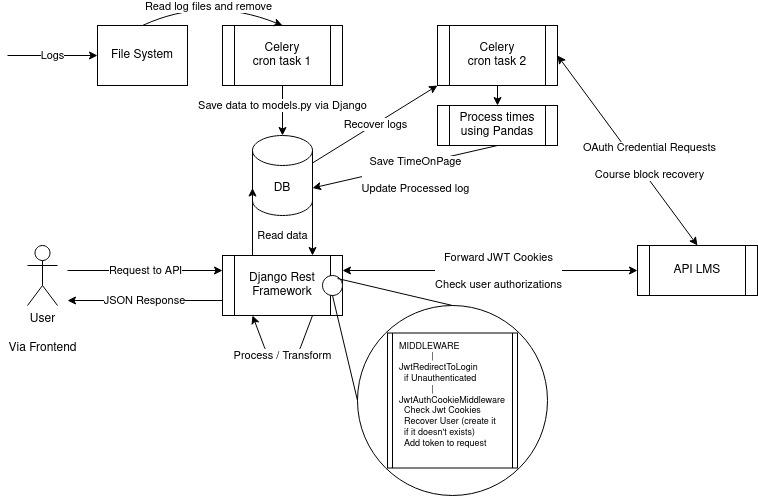 Read log files and remove
Logs
File System
Celery
cron task 1
Celery
cron task 2
Save data to models.py via Django
Recover logs
Process times
using Pandas
OAuth Credential Requests
Course block recovery
Save TimeOnPage
Update Processed log
DB
Read data
Request to API
JSON Response
User
Via Frontend
Django Rest
Framework
Forward JWT Cookies
Check user authorizations
API LMS
Process / Transform
MIDDLEWARE
|
JwtRedirectToLogin
if Unauthenticated
|
JwtAuthCookieMiddleware
Check Jwt Cookies
Recover User (create it
if it doesn't exists)
Add token to request